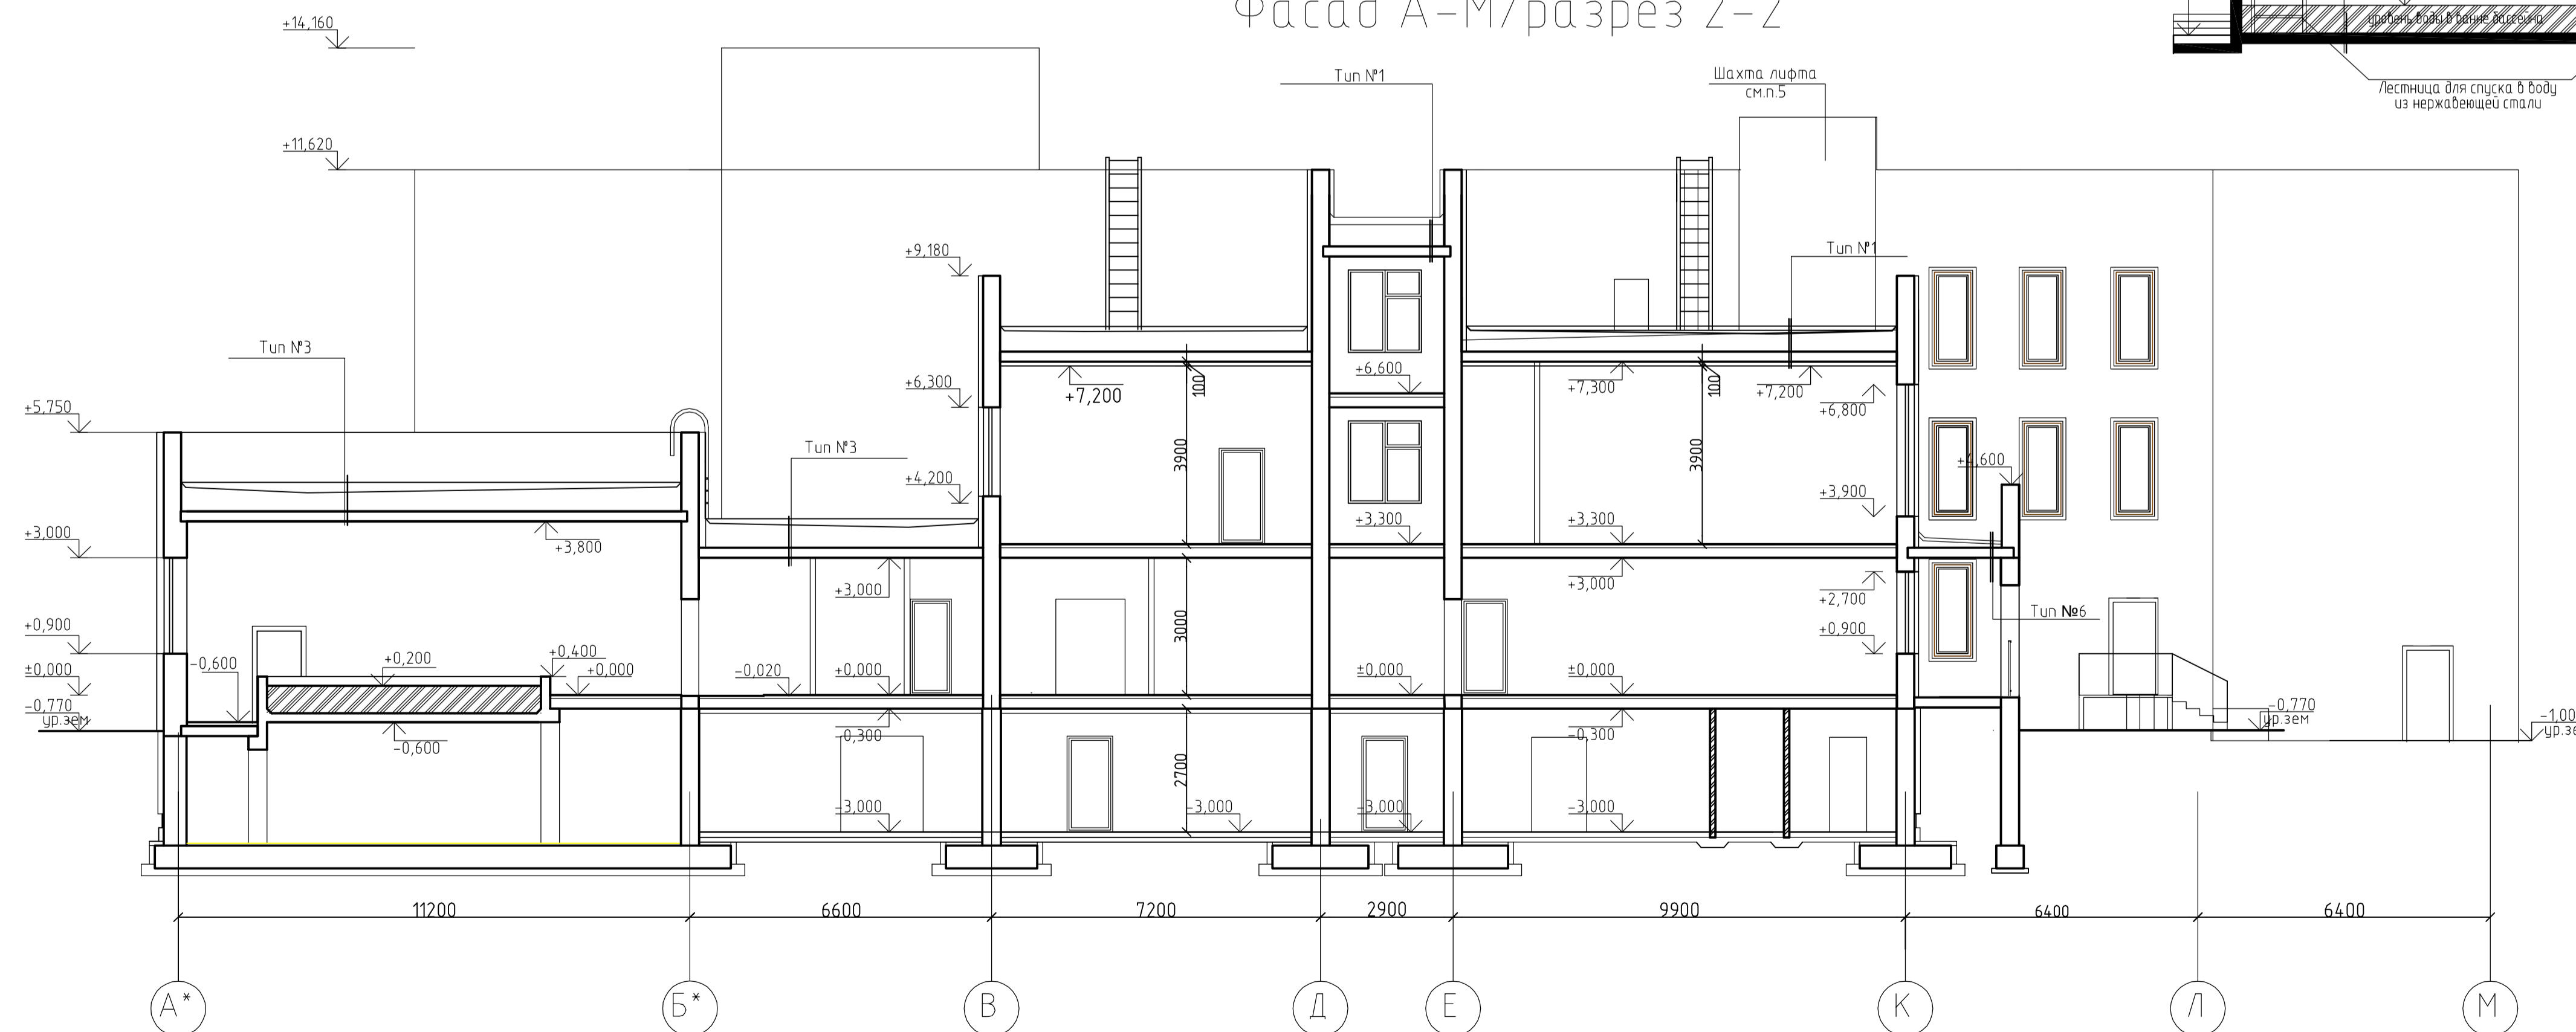 Фасад А-М/разрез 2-2
уровень воды в ванне бассейна
Лестница для спуска в воду
из нержавеющей стали
+14,160
+11,620
Тип №1
Шахта лифта
см.п.5
+9,180
Тип №1
Тип №3
+5,750
+6,300
+7,200
100
+6,600
+7,300
100
+7,200
+6,800
Тип №3
+4,200
3900
3900
+4,600
+3,000
+3,800
+3,300
+3,300
+3,900
+3,000
+3,000
+2,700
+0,900
3000
+0,900
Тип №6
±0,000
-0,600
+0,200
+0,400
+0,000
-0,020
+0,000
±0,000
±0,000
-0,770
ур.зем
-0,600
-0,300
-0,300
-0,770
ур.зем
2700
-3,000
-3,000
-3,000
-3,000
11200
6600
7200
2900
9900
6400
6400
А*
Б*
В
Д
Е
К
Л
М